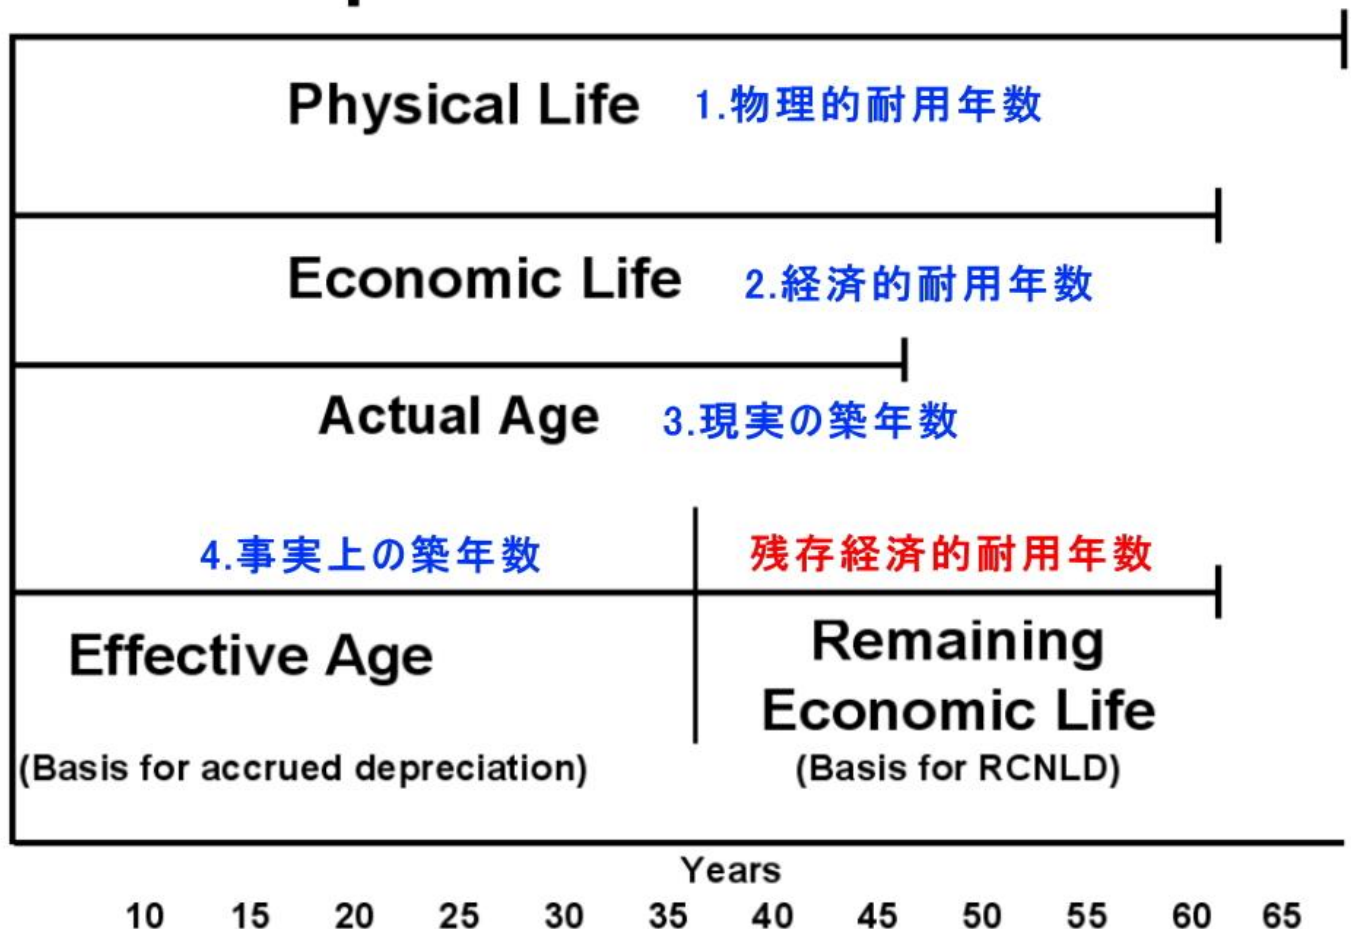 Physical Life 1.物理的耐用年数
Economic Life 2.経済的耐用年数
Actual Age 3.現実の築年数
4.事実上の築年数 残存経済的耐用年数
Effective Age
Remaining
Economic Life
(Basis for accrued depreciation) (Basis for RCNLD)
Years
10 15 20 25 30 35 40 45 50 55 60 65